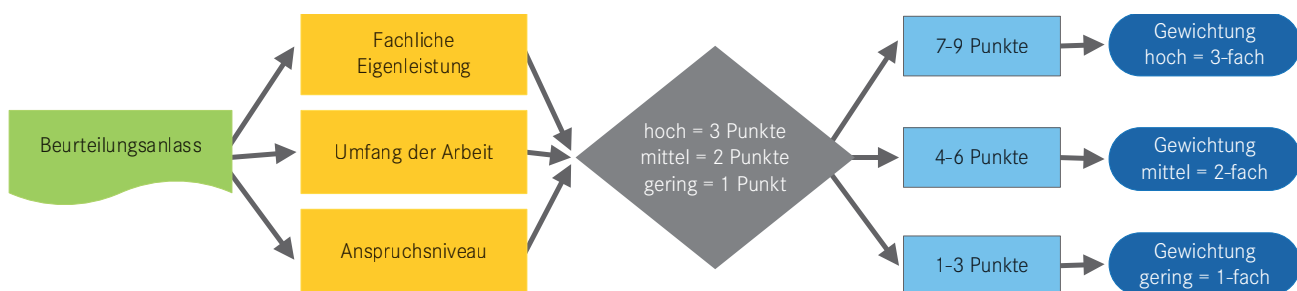 Beurteilungsanlass
Fachliche
Eigenleistung
Umfang der Arbeit
Anspruchsniveau
hoch = 3 Punkte
mittel = 2 Punkte
gering = 1 Punkt
7-9 Punkte
Gewichtung
hoch = 3-fach
4-6 Punkte
Gewichtung
mittel = 2-fach
1-3 Punkte
Gewichtung
gering = 1-fach